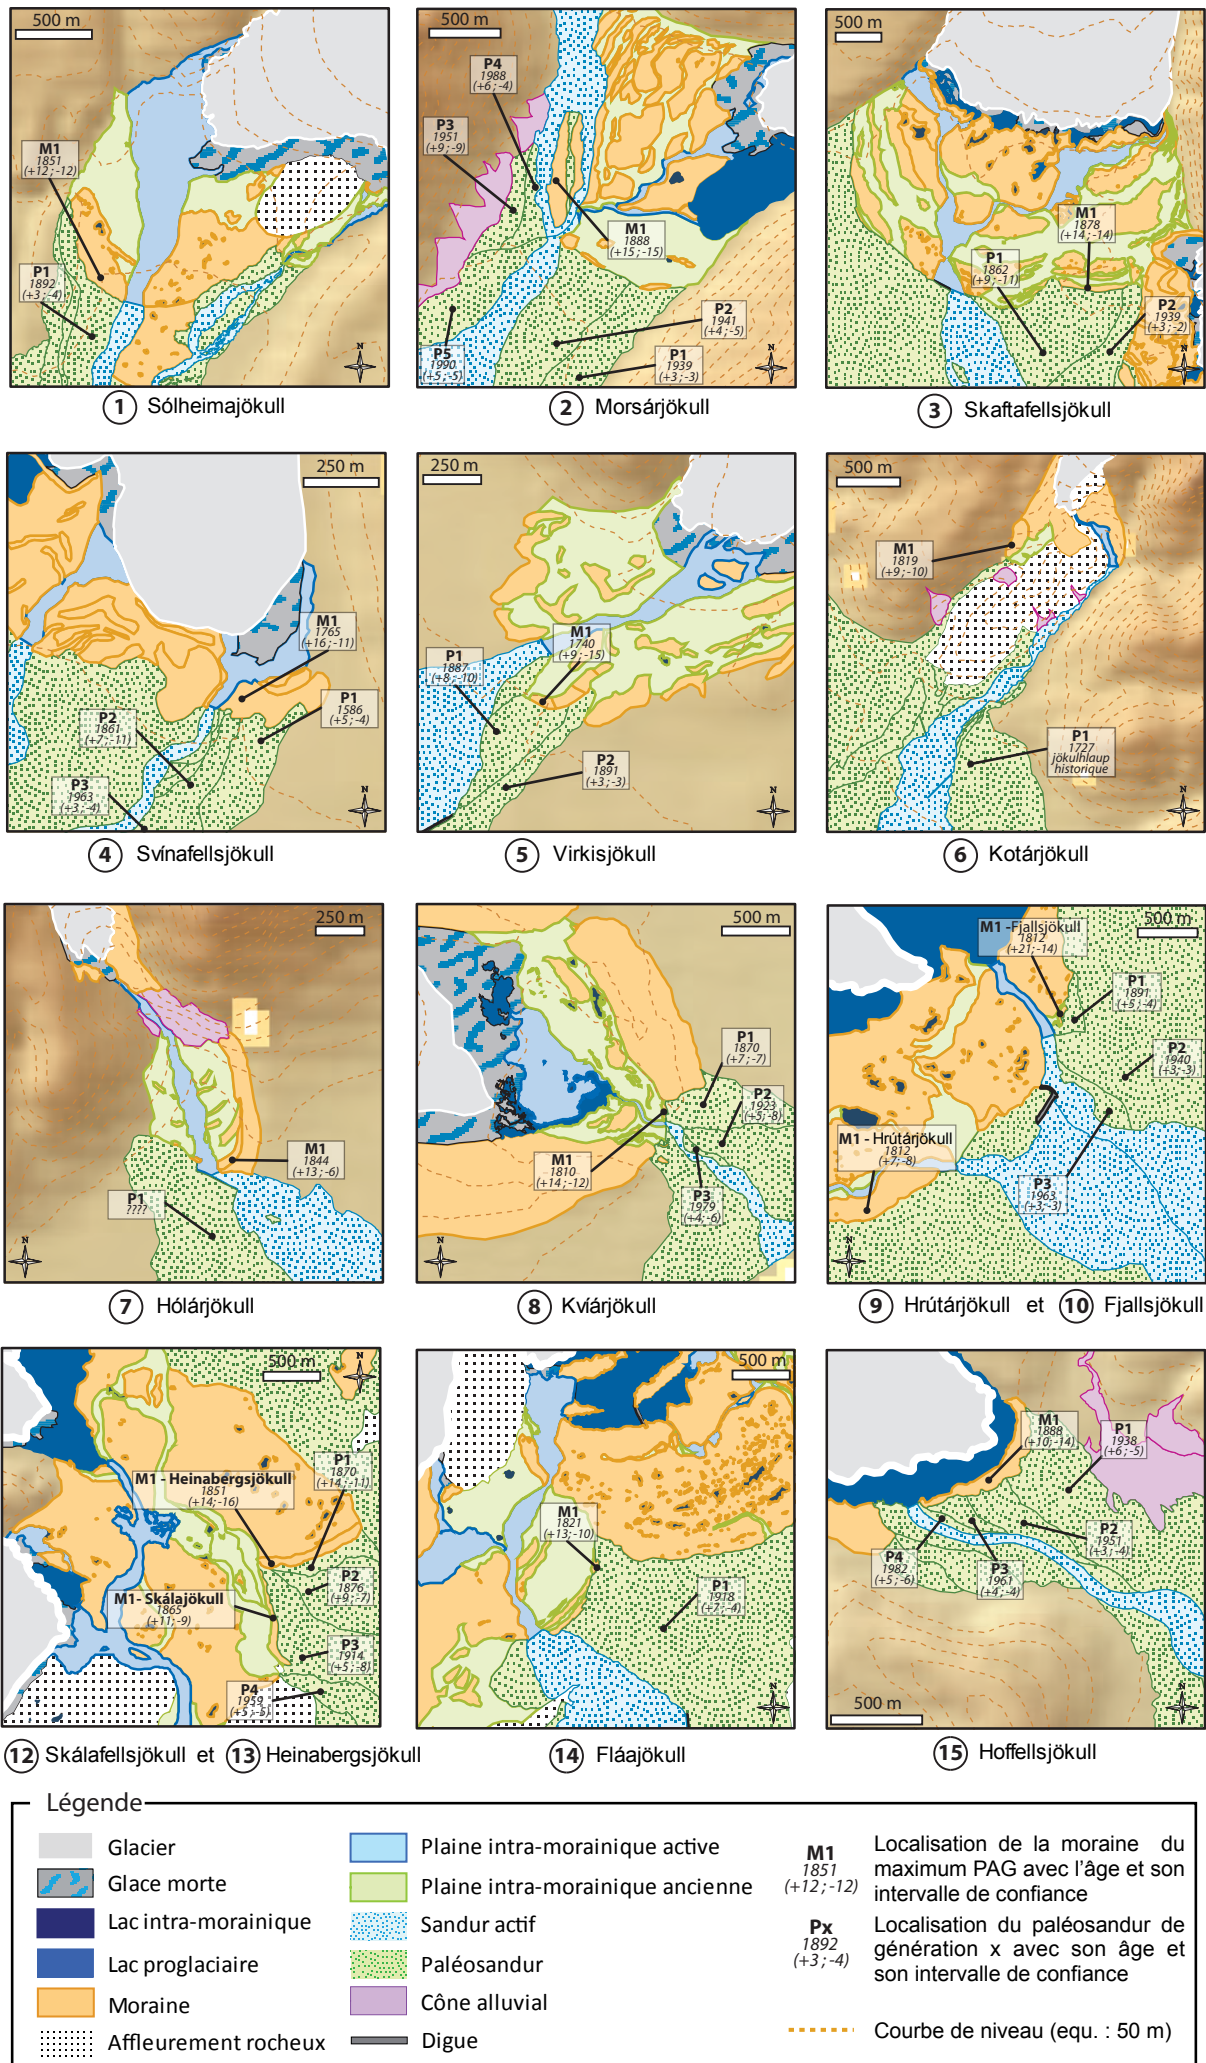 500 m
M1
1851
(+12 ; -12)
P1
1892
(+3 ; -4)
N
1 Sólheimajökull
500 m
P4
1988
(+6 ; -4)
P3
1951
(+9 ; -9)
M1
1888
(+15 ; -15)
P2
1941
(+4 ; -5)
P5
1990
(+5 ; -5)
P1
1939
(+3 ; -3)
N
2 Morsárjökull
500 m
M1
1878
(+14 ; -14)
P1
1862
(+9 ; -11)
P2
1939
(+3 ; -2)
N
3 Skaftafellsjökull
250 m
M1
1765
(+16 ; -11)
P1
1586
(+5 ; -4)
P2
1861
(+7 ; -11)
P3
1963
(+3 ; -4)
N
4 Svínafellsjökull
250 m
M1
1740
(+9 ; -15)
P1
1887
(+8 ; -10)
P2
1891
(+3 ; -3)
N
5 Virkisjökull
500 m
M1
1819
(+9 ; -10)
P1
1727
jökulhlaup
historique
N
6 Kotárjökull
250 m
M1
1844
(+13 ; -6)
P1
????
N
7 Hólárjökull
500 m
P1
1870
(+7 ; -7)
P2
1923
(+5 ; -8)
M1
1810
(+14 ; -12)
P3
1979
(+4 ; -6)
N
8 Kvíárjökull
500 m
M1 -Fjallsjökull
1812
(+21 ; -14)
P1
1891
(+5 ; -4)
P2
1940
(+3 ; -3)
M1 - Hrútárjökull
1812
(+7 ; -8)
P3
1963
(+3 ; -3)
N
9 Hrútárjökull et 10 Fjallsjökull
500 m
N
P1
1870
(+14 ; -11)
M1 - Heinabergsjökull
1851
(+14 ; -16)
P2
1876
(+9 ; -7)
M1- Skálajökull
1865
(+11 ; -9)
P3
1914
(+5 ; -8)
P4
1959
(+5 ; -5)
12 Skálafellsjökull et 13 Heinabergsjökull
500 m
M1
1821
(+13 ; -10)
P1
1918
(+7 ; -4)
N
14 Fláajökull
M1
1888
(+10 ; -14)
P1
1938
(+6 ; -5)
P2
1951
(+3 ; -4)
P4
1982
(+5 ; -6)
P3
1961
(+4 ; -4)
500 m
N
15 Hoffellsjökull
Légende
Glacier
Glace morte
Lac intra-morainique
Lac proglaciaire
Moraine
Affleurement rocheux
Plaine intra-morainique active
Plaine intra-morainique ancienne
Sandur actif
Paléosandur
Cône alluvial
Digue
M1
1851
(+12 ; -12)
Localisation de la moraine du
maximum PAG avec l'âge et son
intervalle de confiance
Px
1892
(+3 ; -4)
Localisation du paléosandur de
génération x avec son âge et
son intervalle de confiance
Courbe de niveau (equ. : 50 m)